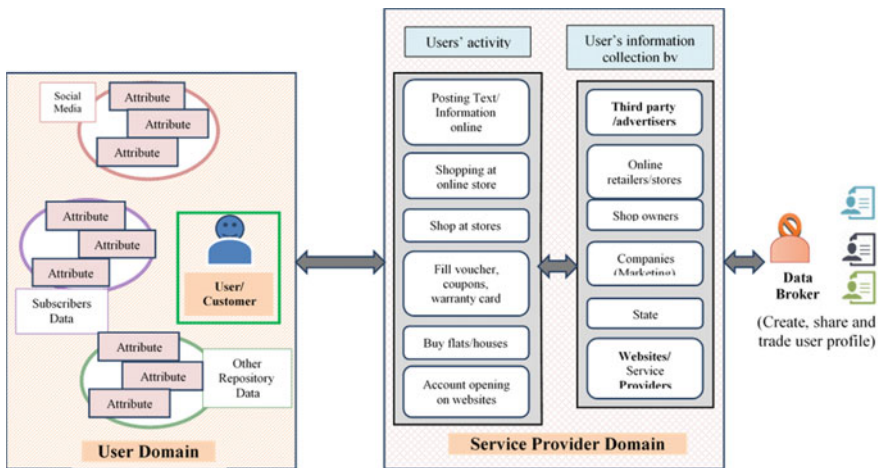 Social
Media
Attribute
Attribute
Attribute
Attribute
Attribute
Attribute
Subscribers
Data
User/
Customer
Attribute
Attribute
Attribute
Other
Repository
Data
User Domain
Users' activity
Posting Text/
Information
online
Shopping at
online store
Shop at stores
Fill voucher,
coupons,
warranty card
Buy flats/houses
Account opening
on websites
User's information
collection by
Third party
/advertisers
Online
retailers/stores
Shop owners
Companies
(Marketing)
State
Websites/
Service
Providers
Service Provider Domain
Data
Broker
(Create, share and
trade user profile)